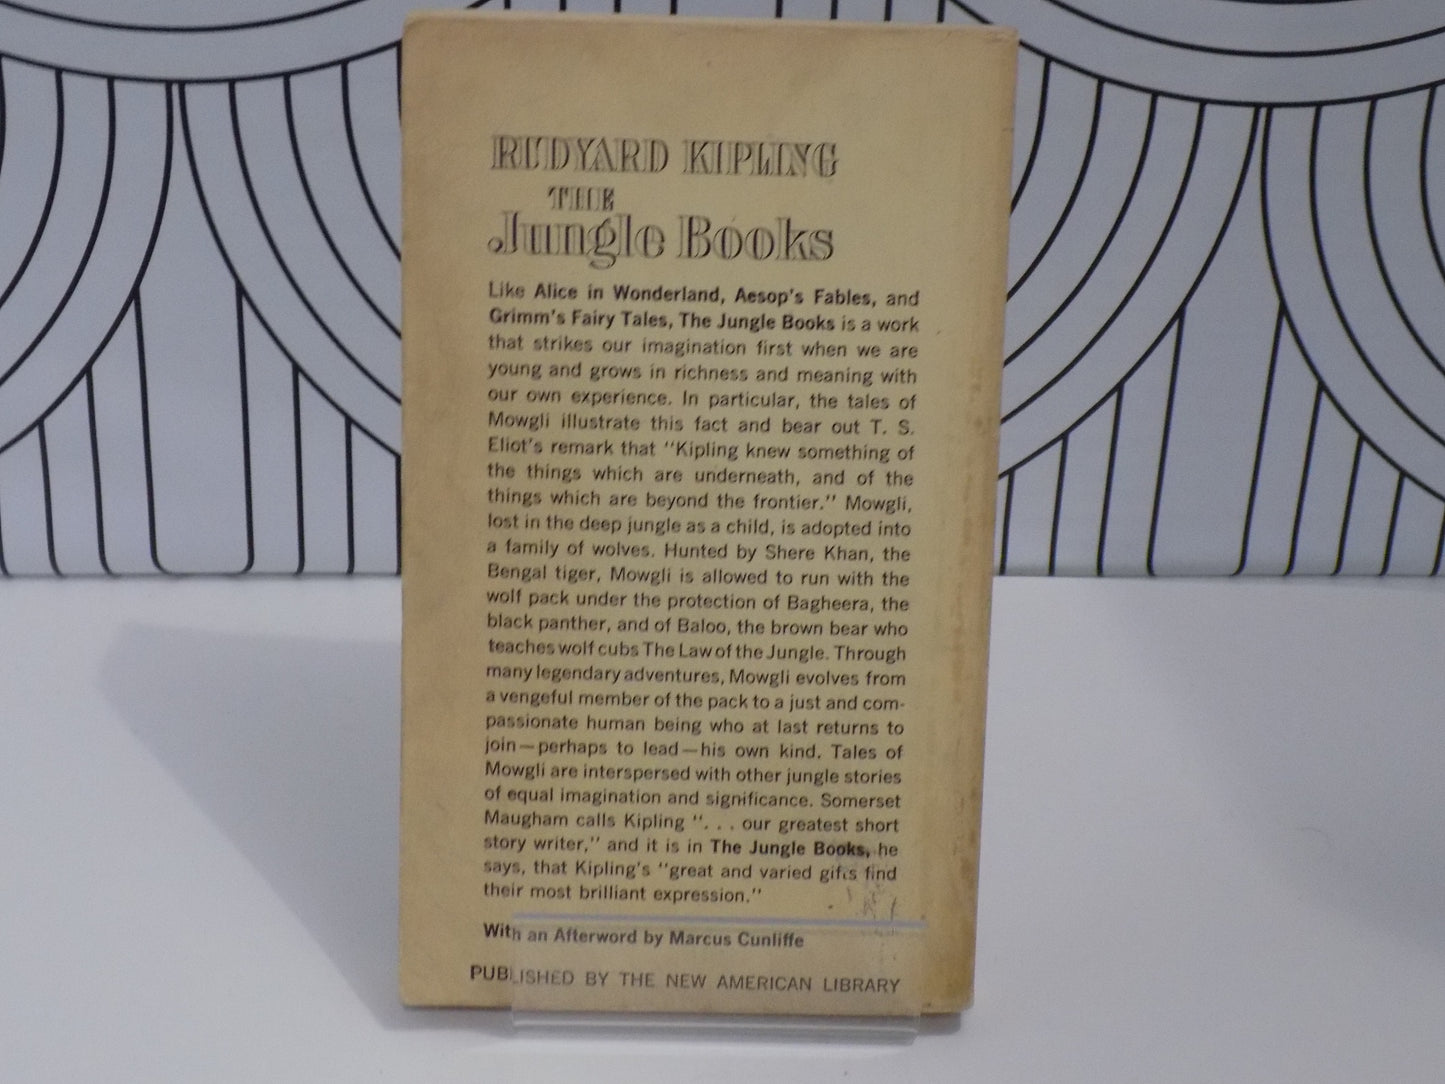 RUDYARD KIPLING
THE
Jungle Books
Like Alice in Wonderland, Aesop's Fables, and
Grimm's Fairy Tales, The Jungle Books is a work
that strikes our imagination first when we are
young and grows in richness and meaning with
our own experience. In particular, the tales of
Mowgli illustrate this fact and bear out T. S.
Eliot's remark that "Kipling knew something of
the things which are underneath, and of the
things which are beyond the frontier." Mowgli,
lost in the deep jungle as a child, is adopted into
a family of wolves. Hunted by Shere Khan, the
Bengal tiger, Mowgli is allowed to run with the
wolf pack under the protection of Bagheera, the
black panther, and of Baloo, the brown bear who
teaches wolf cubs The Law of the Jungle. Through
many legendary adventures, Mowgli evolves from
a vengeful member of the pack to a just and com-
passionate human being who at last returns to
join—perhaps to lead—his own kind. Tales of
Mowgli are interspersed with other jungle stories
of equal imagination and significance. Somerset
Maugham calls Kipling ". . . our greatest short
story writer," and it is in The Jungle Books, he
says, that Kipling's "great and varied gifts find
their most brilliant expression."
With an Afterword by Marcus Cunliffe
PUBLISHED BY THE NEW AMERICAN LIBRARY